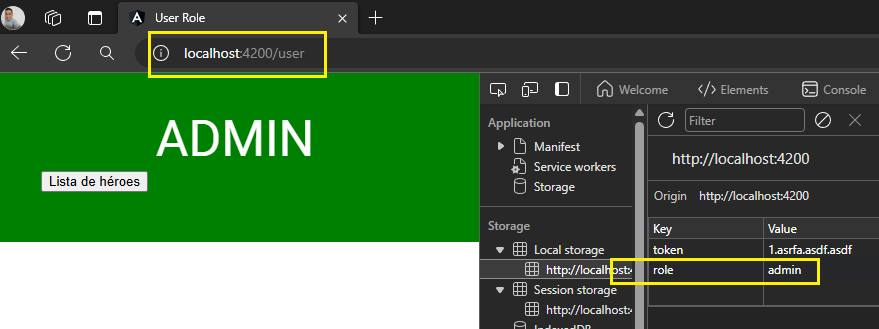 User Role
localhost:4200/user
Welcome
Elements
Console
ADMIN
Lista de héroes
Application
Manifest
Service workers
Storage
Storage
Local storage
http://localhost:
Session storage
http://localhost:
IndexedDB
Filter
http://localhost:4200
Origin http://localhost:4200
Key Value
token 1.asrfa.asdf.asdf
role admin